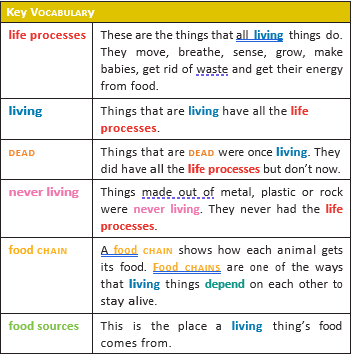 Key Vocabulary
life processes
These are the things that all living things do.
They move, breathe, sense, grow, make
babies, get rid of waste and get their energy
from food.
living
Things that are living have all the life
processes.
DEAD
Things that are DEAD were once living. They
did have all the life processes but don't now.
never living
Things made out of metal, plastic or rock
were never living. They never had the life
processes.
food CHAIN
A food CHAIN shows how each animal gets
its food. Food CHAINS are one of the ways
that living things depend on each other to
stay alive.
food sources
This is the place a living thing's food
comes from.